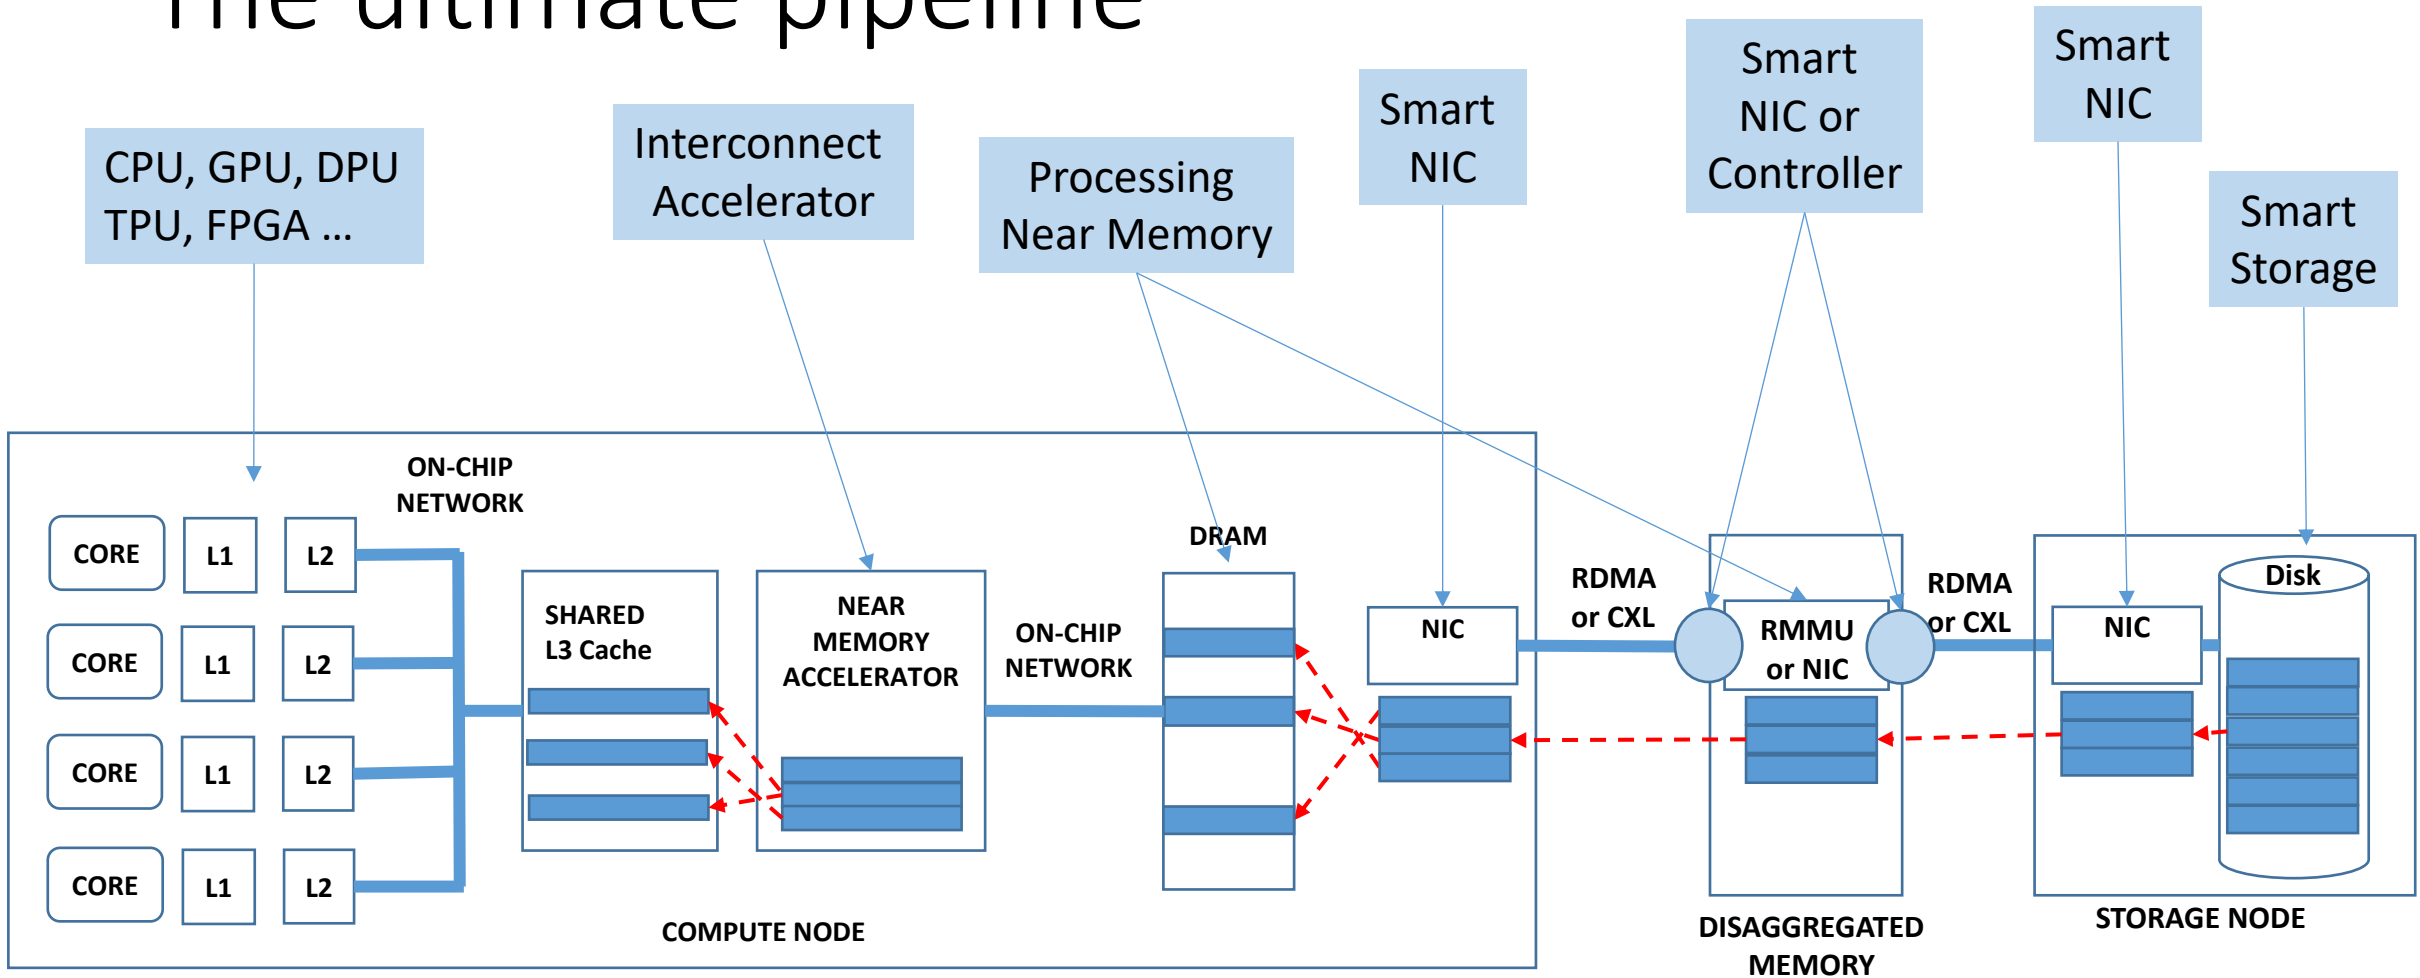 The ultimate pipeline
CPU, GPU, DPU
TPU, FPGA ...
Interconnect
Accelerator
Processing
Near Memory
Smart
NIC
Smart
NIC or
Controller
Smart
NIC
Smart
Storage
ON-CHIP
NETWORK
CORE
L1
L2
CORE
L1
L2
CORE
L1
L2
CORE
L1
L2
SHARED
L3 Cache
NEAR
MEMORY
ACCELERATOR
ON-CHIP
NETWORK
DRAM
NIC
RDMA
or CXL
RMMU
or NIC
RDMA
or CXL
NIC
Disk
COMPUTE NODE
DISAGGREGATED
MEMORY
STORAGE NODE